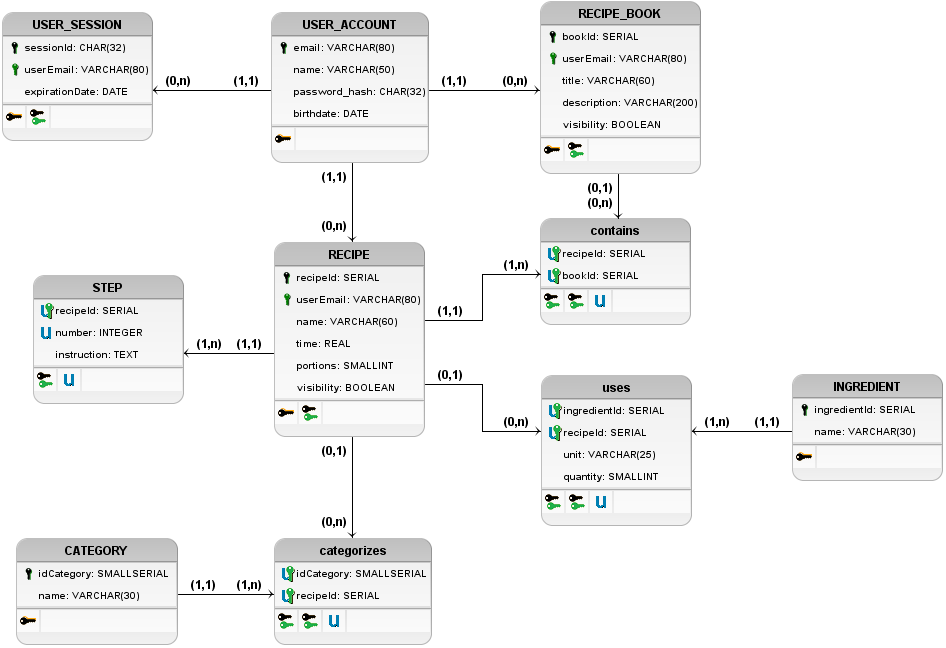 USER_SESSION
sessionId: CHAR(32)
userEmail: VARCHAR(80)
expirationDate: DATE
(0,n)
(1,1)
USER_ACCOUNT
email: VARCHAR(80)
name: VARCHAR(50)
password_hash: CHAR(32)
birthdate: DATE
(1,1)
(0,n)
RECIPE_BOOK
bookId: SERIAL
userEmail: VARCHAR(80)
title: VARCHAR(60)
description: VARCHAR(200)
visibility: BOOLEAN
(1,1)
(0,n)
(0,1)
(0,n)
contains
recipeId: SERIAL
bookId: SERIAL
U
RECIPE
recipeId: SERIAL
userEmail: VARCHAR(80)
name: VARCHAR(60)
time: REAL
portions: SMALLINT
visibility: BOOLEAN
(1,n)
(1,1)
STEP
recipeId: SERIAL
U number: INTEGER
instruction: TEXT
U
(1,n)
(1,1)
(0,1)
(0,n)
uses
ingredientId: SERIAL
recipeId: SERIAL
unit: VARCHAR(25)
quantity: SMALLINT
U
(1,n)
(1,1)
INGREDIENT
ingredientId: SERIAL
name: VARCHAR(30)
(0,1)
(0,n)
CATEGORY
idCategory: SMALLSERIAL
name: VARCHAR(30)
(1,1)
(1,n)
categorizes
idCategory: SMALLSERIAL
recipeId: SERIAL
U